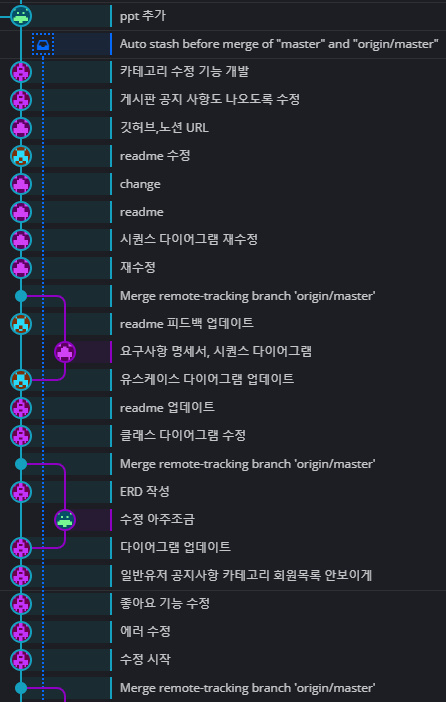 ppt 추가
Auto stash before merge of "master" and "origin/master"
카테고리 수정 기능 개발
게시판 공지 사항도 나오도록 수정
깃허브,노션 URL
readme 수정
change
readme
시퀀스 다이어그램 재수정
재수정
Merge remote-tracking branch 'origin/master'
readme 피드백 업데이트
요구사항 명세서, 시퀀스 다이어그램
유스케이스 다이어그램 업데이트
readme 업데이트
클래스 다이어그램 수정
Merge remote-tracking branch 'origin/master'
ERD 작성
수정 아주조금
다이어그램 업데이트
일반유저 공지사항 카테고리 회원목록 안보이게
좋아요 기능 수정
에러 수정
수정 시작
Merge remote-tracking branch 'origin/master'